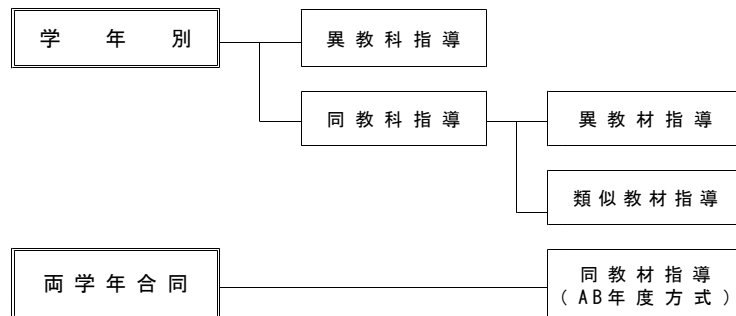 学年別
異教科指導
同教科指導
異教材指導
類似教材指導
両学年合同
同教材指導
(AB年度方式)